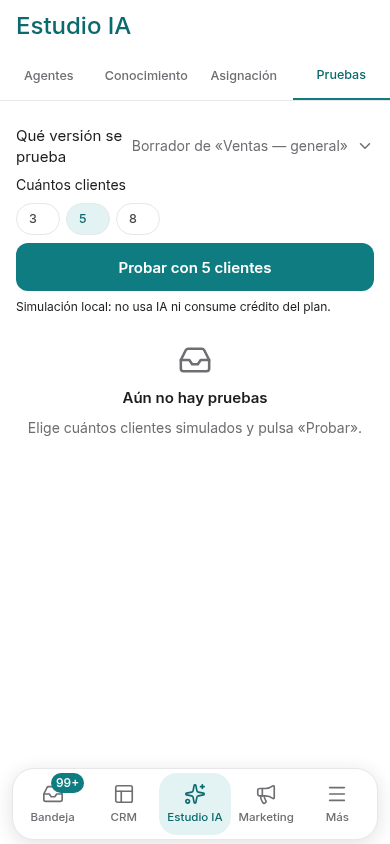 Estudio IA
Agentes
Conocimiento
Asignación
Pruebas
Qué versión se prueba
Borrador de «Ventas — general»
Cuántos clientes
3
5
8
Probar con 5 clientes
Simulación local: no usa IA ni consume crédito del plan.
Aún no hay pruebas
Elige cuántos clientes simulados y pulsa «Probar».
99+
Bandeja
CRM
Estudio IA
Marketing
Más